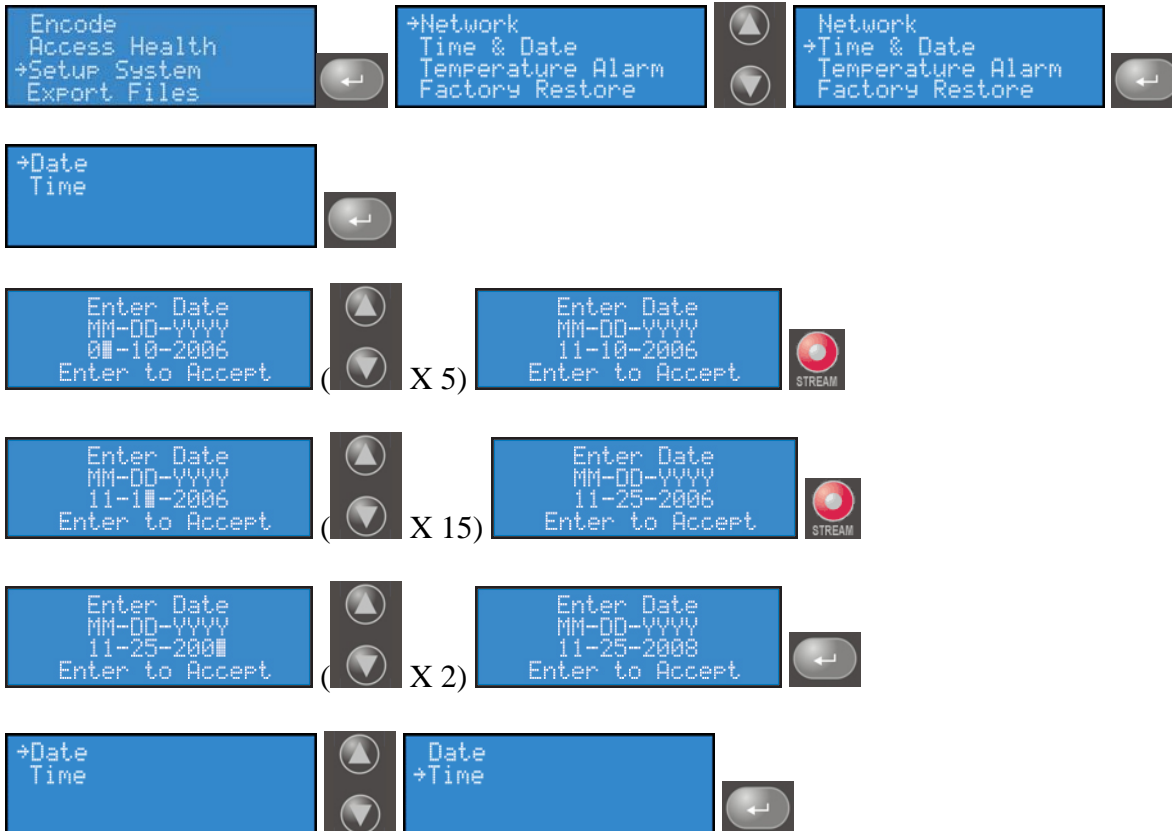 Encode
Access Health
→Setup System
Export Files
→Network
Time & Date
Temperature Alarm
Factory Restore
Network
→Time & Date
Temperature Alarm
Factory Restore
→Date
Time
Enter Date
MM-DD-YYYY
0█-10-2006
Enter to Accept
( X 5)
Enter Date
MM-DD-YYYY
11-10-2006
Enter to Accept
STREAM
Enter Date
MM-DD-YYYY
11-1█-2006
Enter to Accept
( X 15)
Enter Date
MM-DD-YYYY
11-25-2006
Enter to Accept
STREAM
Enter Date
MM-DD-YYYY
11-25-200█
Enter to Accept
( X 2)
Enter Date
MM-DD-YYYY
11-25-2008
Enter to Accept
→Date
Time
Date
→Time